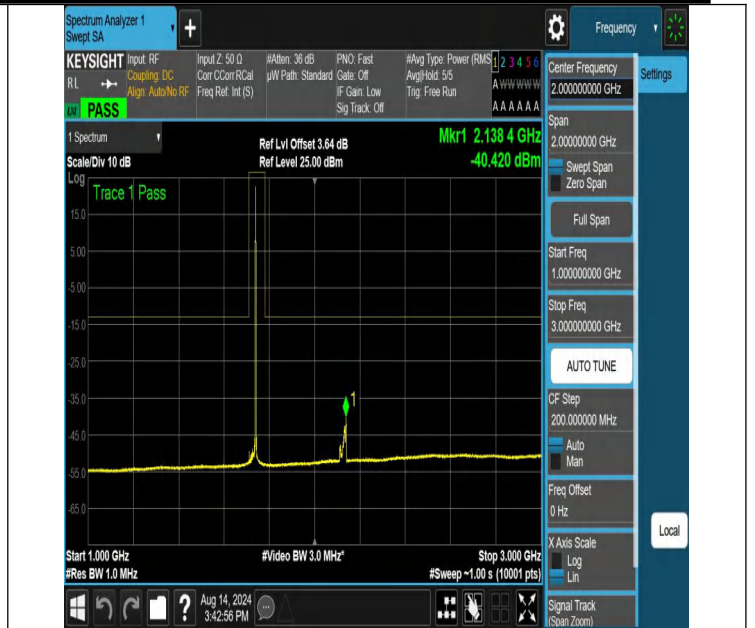 Spectrum Analyzer 1
Swept SA
+
Frequency
KEYSIGHT
RL
PASS
Input: RF
Coupling: DC
Align: Auto/No RF
Input Z: 50 Ω
Corr CCorr RCal
Freq Ref: Int (S)
#Atten: 36 dB
µW Path: Standard
PNO: Fast
Gate: Off
IF Gain: Low
Sig Track: Off
#Avg Type: Power (RMS
Avg|Hold: 5/5
Trig: Free Run
1 2 3 4 5 6
A W W W W W
A A A A A A
1 Spectrum
Scale/Div 10 dB
Ref Lvl Offset 3.64 dB
Ref Level 25.00 dBm
Mkr1 2.138 4 GHz
-40.420 dBm
Log
Trace 1 Pass
15.0
5.00
-5.00
-15.0
-25.0
-35.0
-45.0
-55.0
-65.0
1
Start 1.000 GHz
#Res BW 1.0 MHz
#Video BW 3.0 MHz*
Stop 3.000 GHz
#Sweep ~1.00 s (10001 pts)
Center Frequency
2.000000000 GHz
Span
2.00000000 GHz
Swept Span
Zero Span
Full Span
Start Freq
1.000000000 GHz
Stop Freq
3.000000000 GHz
AUTO TUNE
CF Step
200.000000 MHz
Auto
Man
Freq Offset
0 Hz
X Axis Scale
Log
Lin
Signal Track
(Span Zoom)
Settings
Local
?
Aug 14, 2024
3:42:56 PM